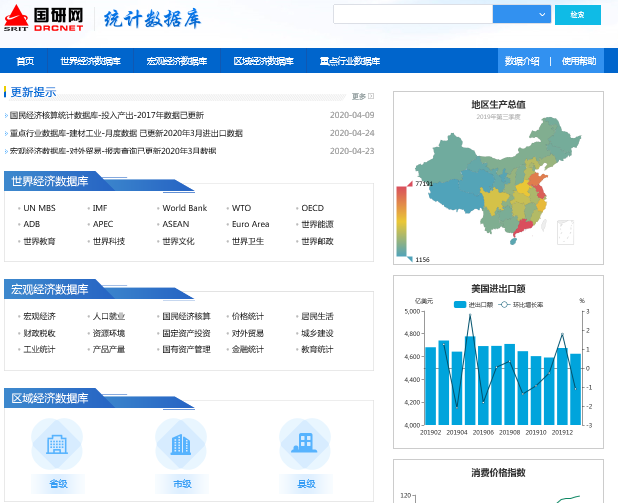 国研网
SRIT DRCNET
统计数据库
检索
首页 世界经济数据库 宏观经济数据库 区域经济数据库 重点行业数据库 数据介绍 | 使用帮助
更新提示
更多
国民经济核算统计数据库-投入产出-2017年数据已更新 2020-04-09
重点行业数据库-建材工业-月度数据 已更新2020年3月进出口数据 2020-04-24
宏观经济数据库-对外贸易-报表查询已更新2020年3月数据 2020-04-23
世界经济数据库
UN MBS IMF World Bank WTO OECD
ADB APEC ASEAN Euro Area 世界能源
世界教育 世界科技 世界文化 世界卫生 世界邮政
宏观经济数据库
宏观经济 人口就业 国民经济核算 价格统计 居民生活
财政税收 资源环境 固定资产投资 对外贸易 城乡建设
工业统计 产品产量 国有资产管理 金融统计 教育统计
区域经济数据库
省级 市级 县级
地区生产总值
2019年第三季度
77191
1156
美国进出口额
亿美元 进出口额 环比增长率 %
5,000 3
4,800 2
4,600 1
0
4,400 -1
4,200 -2
4,000 -3
201902 201904 201906 201908 201910 201912
消费价格指数
120